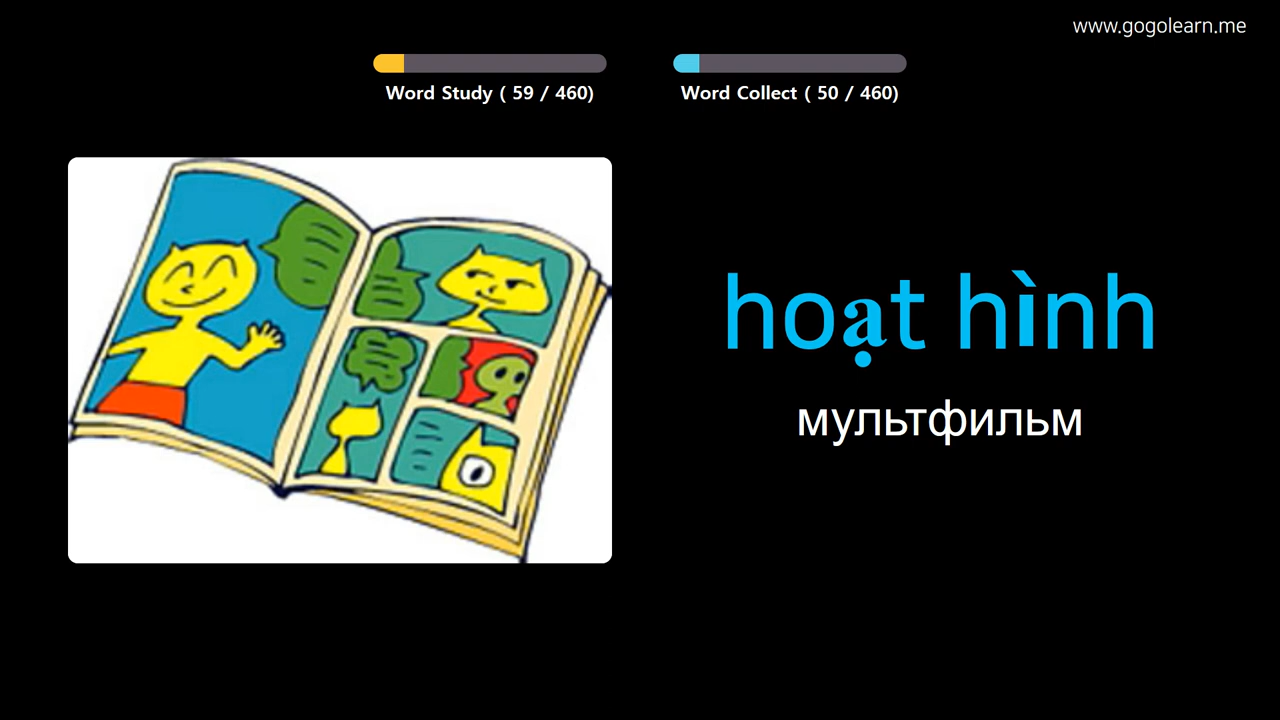 www.gogolearn.me
Word Study ( 59 / 460)
Word Collect ( 50 / 460)
hoạt hình
мультфильм